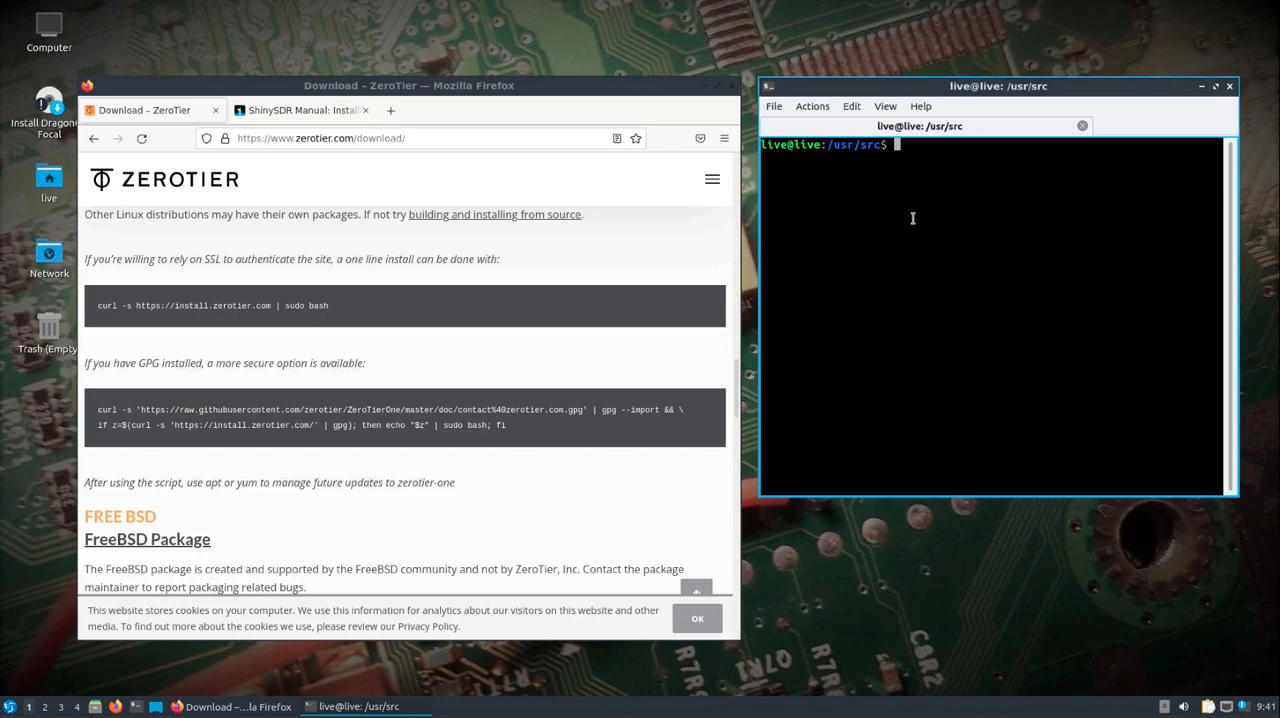 Computer
Install Dragon
Focal
live
Network
Trash (Empty
Download – ZeroTier — Mozilla Firefox
Download – ZeroTier
ShinySDR Manual: Instal
https://www.zerotier.com/download/
ZEROTIER
Other Linux distributions may have their own packages. If not try building and installing from source.
If you're willing to rely on SSL to authenticate the site, a one line install can be done with:
curl -s https://install.zerotier.com | sudo bash
If you have GPG installed, a more secure option is available:
curl -s 'https://raw.githubusercontent.com/zerotier/ZeroTierOne/master/doc/contact%40zerotier.com.gpg' | gpg --import && \
if z=$(curl -s 'https://install.zerotier.com/' | gpg); then echo "$z" | sudo bash; fi
After using the script, use apt or yum to manage future updates to zerotier-one
FREE BSD
FreeBSD Package
The FreeBSD package is created and supported by the FreeBSD community and not by ZeroTier, Inc. Contact the package
maintainer to report packaging related bugs.
This website stores cookies on your computer. We use this information for analytics about our visitors on this website and other
media. To find out more about the cookies we use, please review our Privacy Policy.
OK
live@live: /usr/src
File Actions Edit View Help
live@live: /usr/src
live@live:/usr/src$
R7R
TO17
R7R
CER2
1 2 3 4
Download –...la Firefox
live@live: /usr/src
9:41